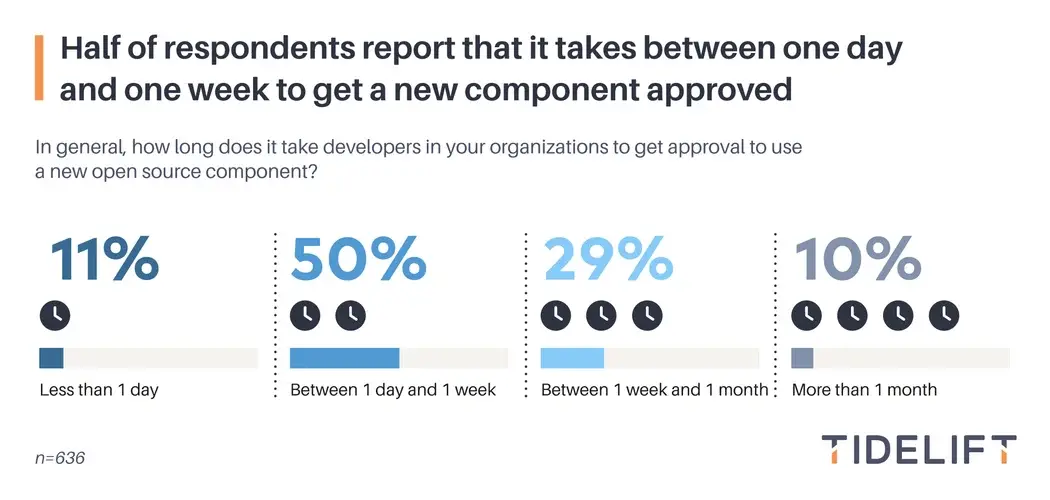 Half of respondents report that it takes between one day
and one week to get a new component approved
In general, how long does it take developers in your organizations to get approval to use
a new open source component?
11%
50%
29%
10%
Less than 1 day
Between 1 day and 1 week
Between 1 week and 1 month
More than 1 month
n=636
TIDELIFT